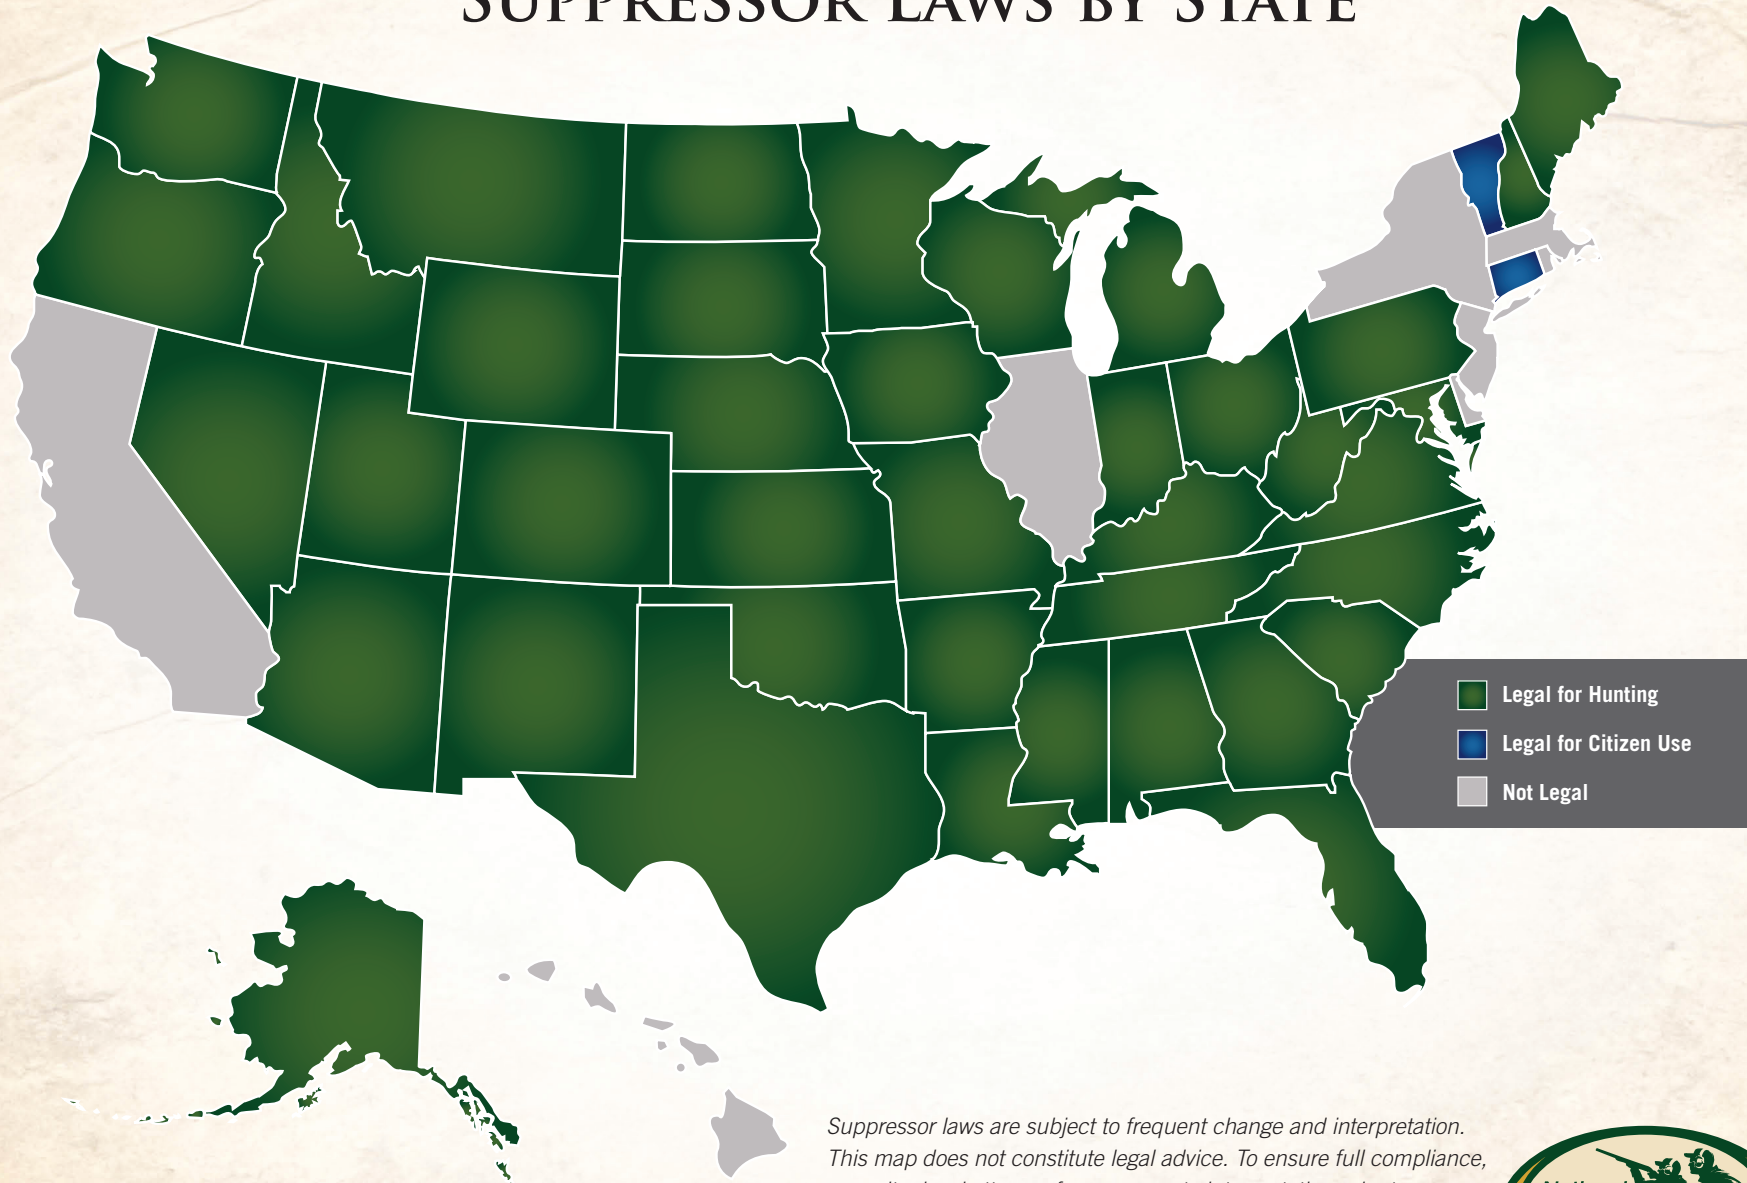 SUPPRESSOR LAWS BY STATE
Legal for Hunting
Legal for Citizen Use
Not Legal
Suppressor laws are subject to frequent change and interpretation.
This map does not constitute legal advice. To ensure full compliance,